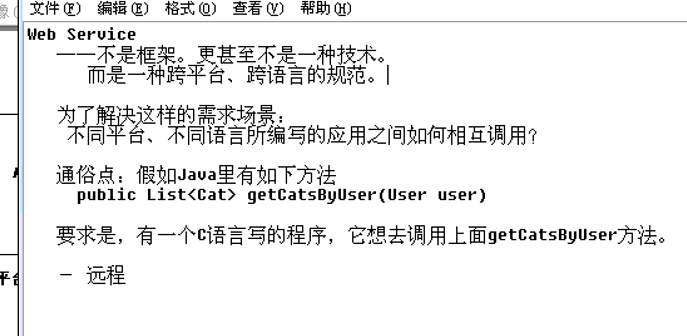 文件(F) 编辑(E) 格式(O) 查看(V) 帮助(H)
Web Service
——不是框架。更甚至不是一种技术。
而是一种跨平台、跨语言的规范。
为了解决这样的需求场景：
不同平台、不同语言所编写的应用之间如何相互调用？
通俗点：假如Java里有如下方法
public List<Cat> getCatsByUser(User user)
要求是，有一个C语言写的程序，它想去调用上面getCatsByUser方法。
— 远程
平台